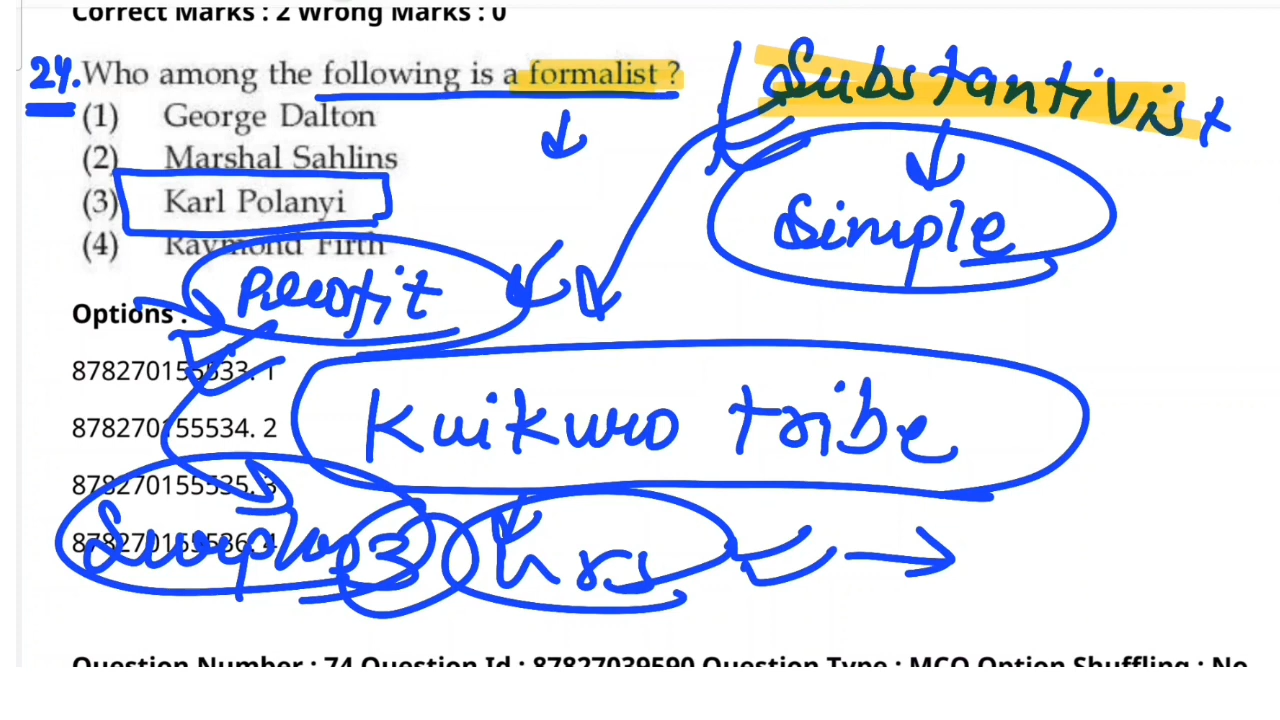 Correct Marks : 2 Wrong Marks : 0
24. Who among the following is a formalist ?
Substantivist
(1) George Dalton
(2) Marshal Sahlins
(3) Karl Polanyi
simple
(4) Raymond Firth
Profit
Options :
878270155533. 1
878270155534. 2
Kuikuro tribe
878270155535. 3
878270155536. 4
Surplus 3 hrs
Question Number : 74 Question Id : 87827039590 Question Type : MCQ Option Shuffling : No